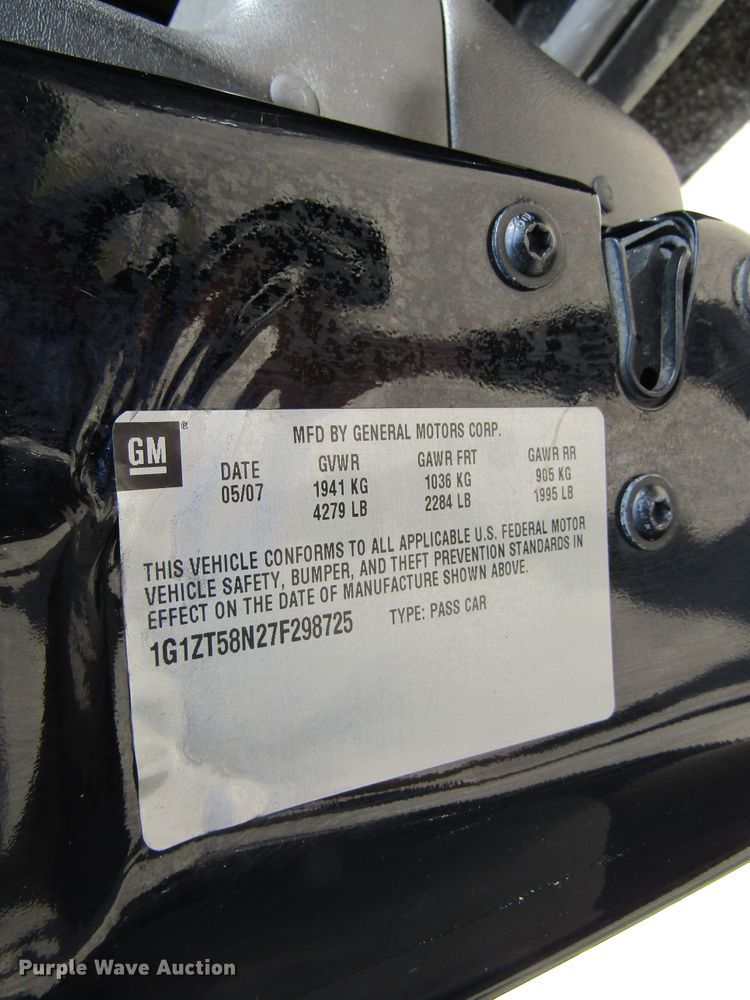 GM®
MFD BY GENERAL MOTORS CORP.
DATE GVWR GAWR FRT GAWR RR
05/07 1941 KG 1036 KG 905 KG
4279 LB 2284 LB 1995 LB
THIS VEHICLE CONFORMS TO ALL APPLICABLE U.S. FEDERAL MOTOR
VEHICLE SAFETY, BUMPER, AND THEFT PREVENTION STANDARDS IN
EFFECT ON THE DATE OF MANUFACTURE SHOWN ABOVE.
1G1ZT58N27F298725 TYPE: PASS CAR
Purple Wave Auction